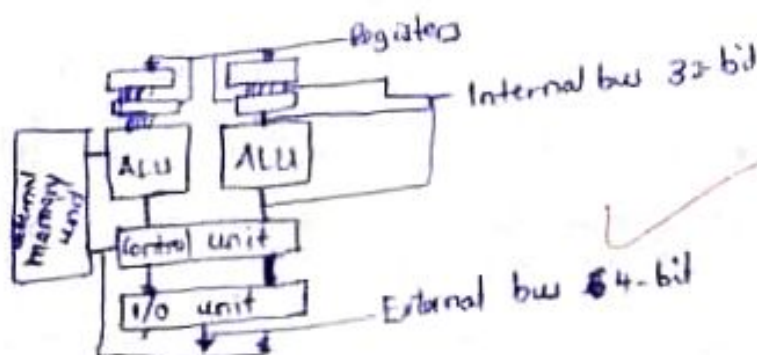 Registers
Internal bus 32-bit
ALU
ALU
memory
unit
Control unit
I/O unit
External bus 64-bit